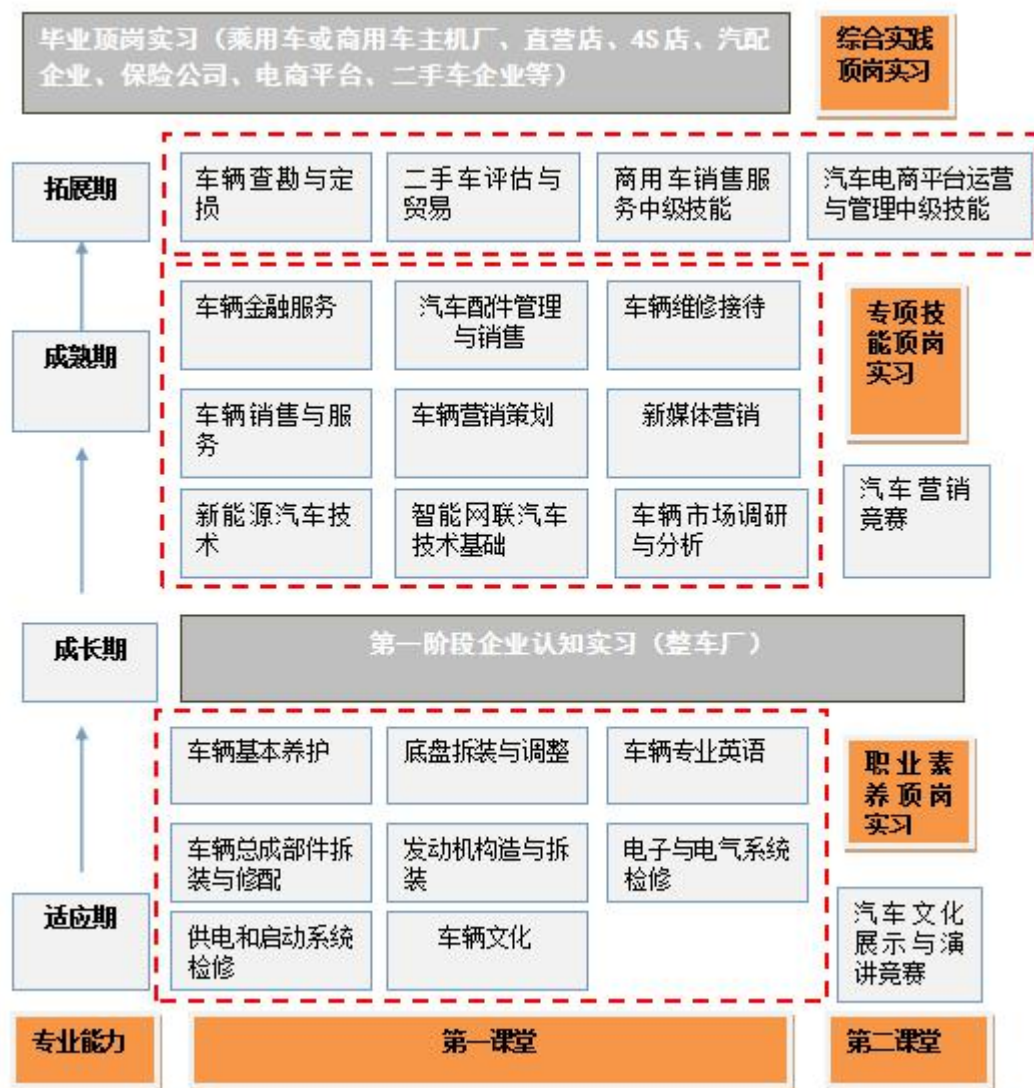 毕业顶岗实习（乘用车或商用车主机厂、直营店、4S店、汽配
企业、保险公司、电商平台、二手车企业等）
综合实践
顶岗实习
拓展期
车辆查勘与定
损
二手车评估与
贸易
商用车销售服
务中级技能
汽车电商平台运营
与管理中级技能
成熟期
车辆金融服务
汽车配件管理
与销售
车辆维修接待
专项技
能顶岗
实习
车辆销售与服
务
车辆营销策划
新媒体营销
新能源汽车技
术
智能网联汽车
技术基础
车辆市场调研
与分析
汽车营销
竞赛
成长期
第一阶段企业认知实习（整车厂）
车辆基本养护
底盘拆装与调整
车辆专业英语
职业素
养顶岗
实习
车辆总成部件拆
装与修配
发动机构造与拆
装
电子与电气系统
检修
适应期
供电和启动系统
检修
车辆文化
汽车文化
展示与演
讲竞赛
专业能力
第一课堂
第二课堂